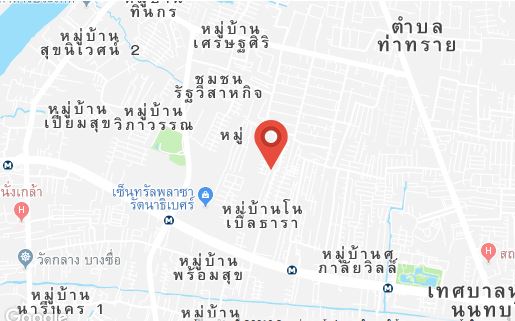 หมู่บ้าน
ทินกร
หมู่บ้าน
เศรษฐศิริ
ตำบล
ท่าทราย
หมู่บ้าน
สุขนิเวศน์ 2
ชุมชน
รัฐวิสาหกิจ
หมู่บ้าน
เปี่ยมสุข
หมู่บ้าน
วิภาวรรณ
หมู่
เซ็นทรัลพลาซา
รัตนาธิเบศร์
นั่งเกล้า
H
หมู่บ้านโน
เบิลธารา
วัดกลาง บางซื่อ
หมู่บ้าน
พร้อมสุข
หมู่บ้านศุ
ภาลัยวิลล์
H
สถ
หมู่บ้าน
นารีนคร 1
เทศบาลน
นนทบุ
หมู่บ้าน
Google